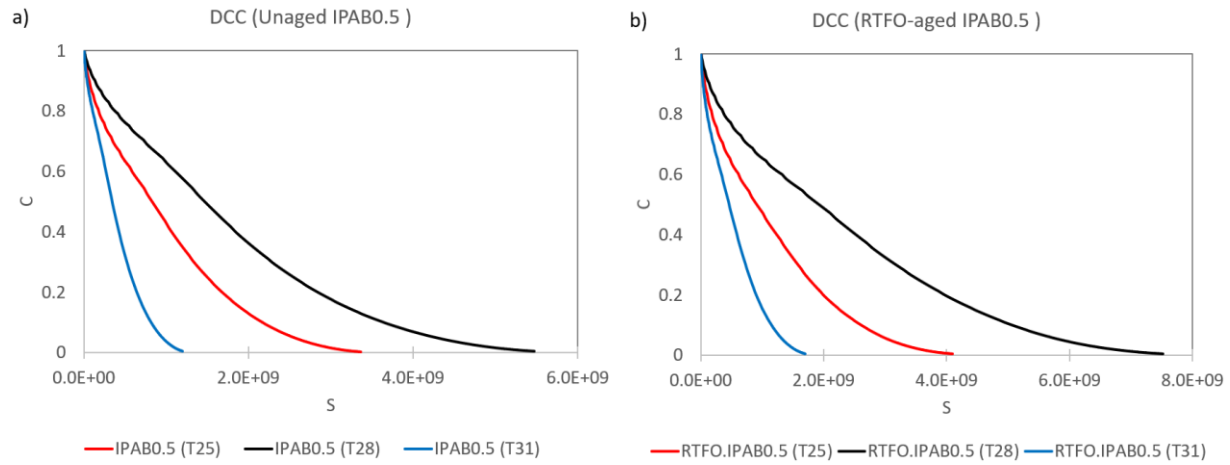 a)
DCC (Unaged IPAB0.5 )
1
0.8
0.6
0.4
0.2
0
C
0.0E+00 2.0E+09 4.0E+09 6.0E+09
S
IPAB0.5 (T25) IPAB0.5 (T28) IPAB0.5 (T31)
b)
DCC (RTFO-aged IPAB0.5 )
1
0.8
0.6
0.4
0.2
0
C
0.0E+00 2.0E+09 4.0E+09 6.0E+09 8.0E+09
S
RTFO.IPAB0.5 (T25) RTFO.IPAB0.5 (T28) RTFO.IPAB0.5 (T31)